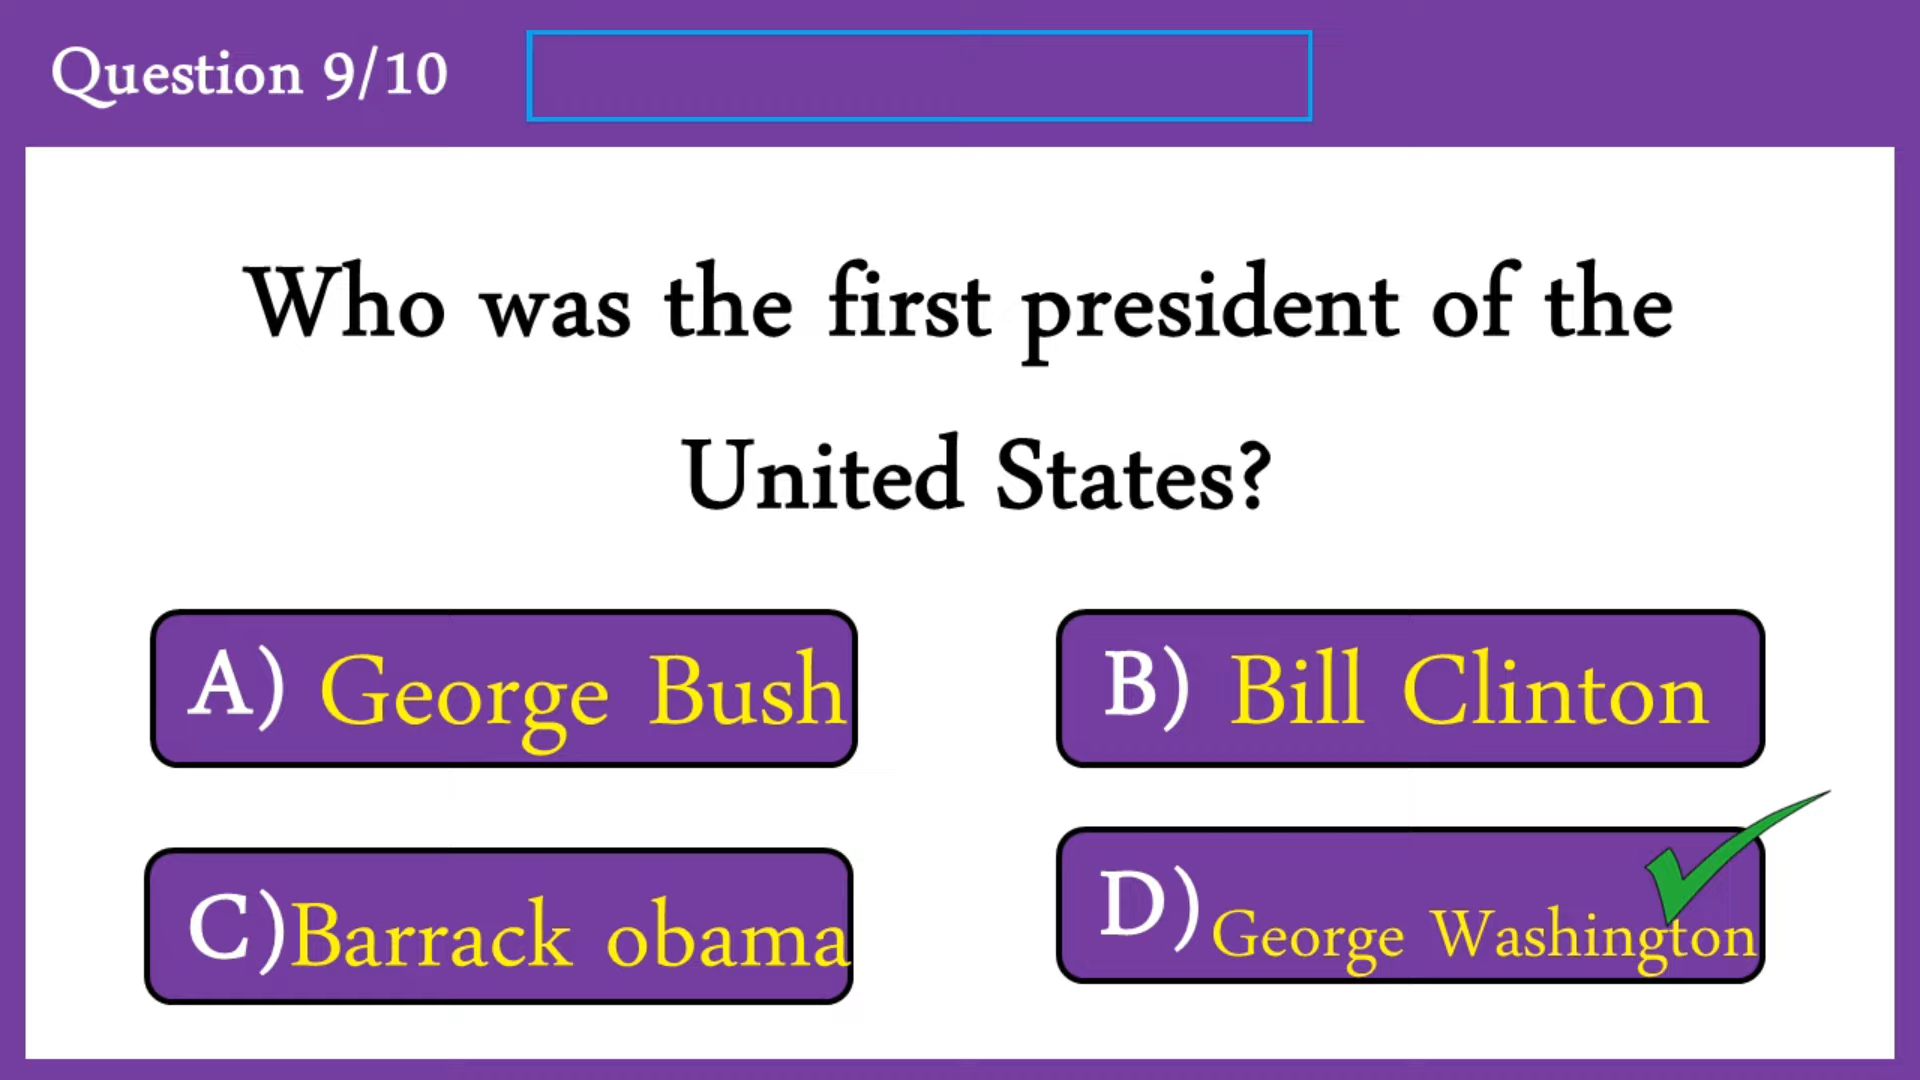 Question 9/10
Who was the first president of the
United States?
A) George Bush
B) Bill Clinton
C)Barrack obama
D)George Washington